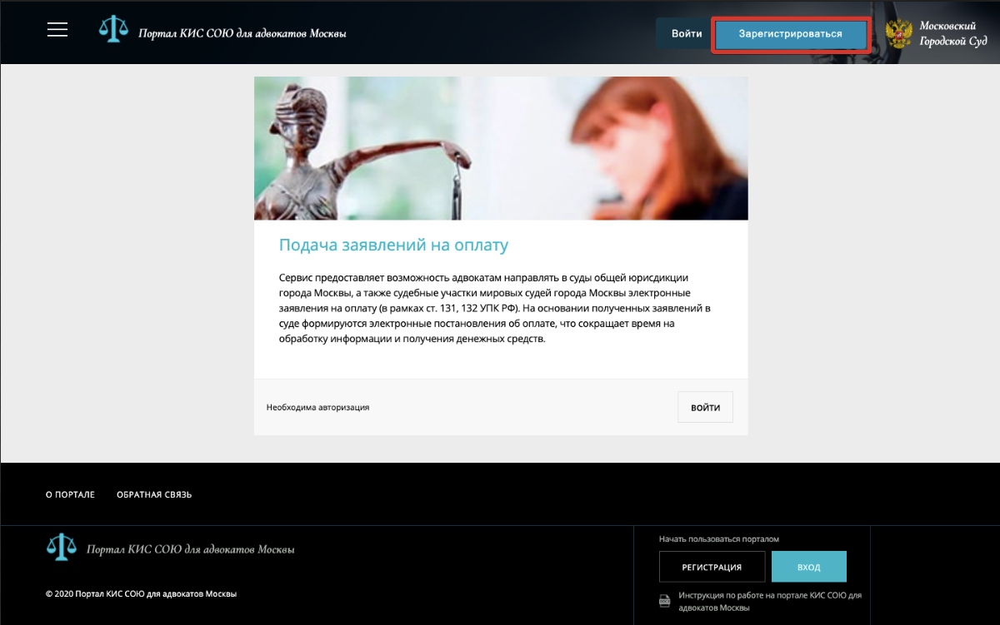 Портал КИС СОЮ для адвокатов Москвы
Войти
Зарегистрироваться
Московский
Городской Суд
Подача заявлений на оплату
Сервис предоставляет возможность адвокатам направлять в суды общей юрисдикции
города Москвы, а также судебные участки мировых судей города Москвы электронные
заявления на оплату (в рамках ст. 131, 132 УПК РФ). На основании полученных заявлений в
суде формируются электронные постановления об оплате, что сокращает время на
обработку информации и получения денежных средств.
Необходима авторизация
ВОЙТИ
О ПОРТАЛЕ
ОБРАТНАЯ СВЯЗЬ
Портал КИС СОЮ для адвокатов Москвы
© 2020 Портал КИС СОЮ для адвокатов Москвы
Начать пользоваться порталом
РЕГИСТРАЦИЯ
ВХОД
Инструкция по работе на портале КИС СОЮ для
адвокатов Москвы